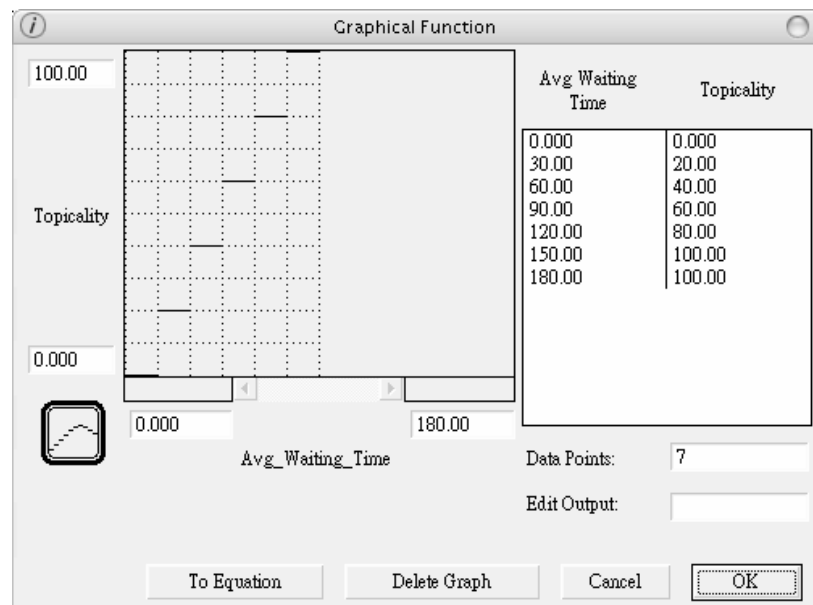 Graphical Function
100.00
Topicality
0.000
0.000
180.00
Avg_Waiting_Time
Avg Waiting
Time
Topicality
0.000 0.000
30.00 20.00
60.00 40.00
90.00 60.00
120.00 80.00
150.00 100.00
180.00 100.00
Data Points: 7
Edit Output:
To Equation Delete Graph Cancel OK